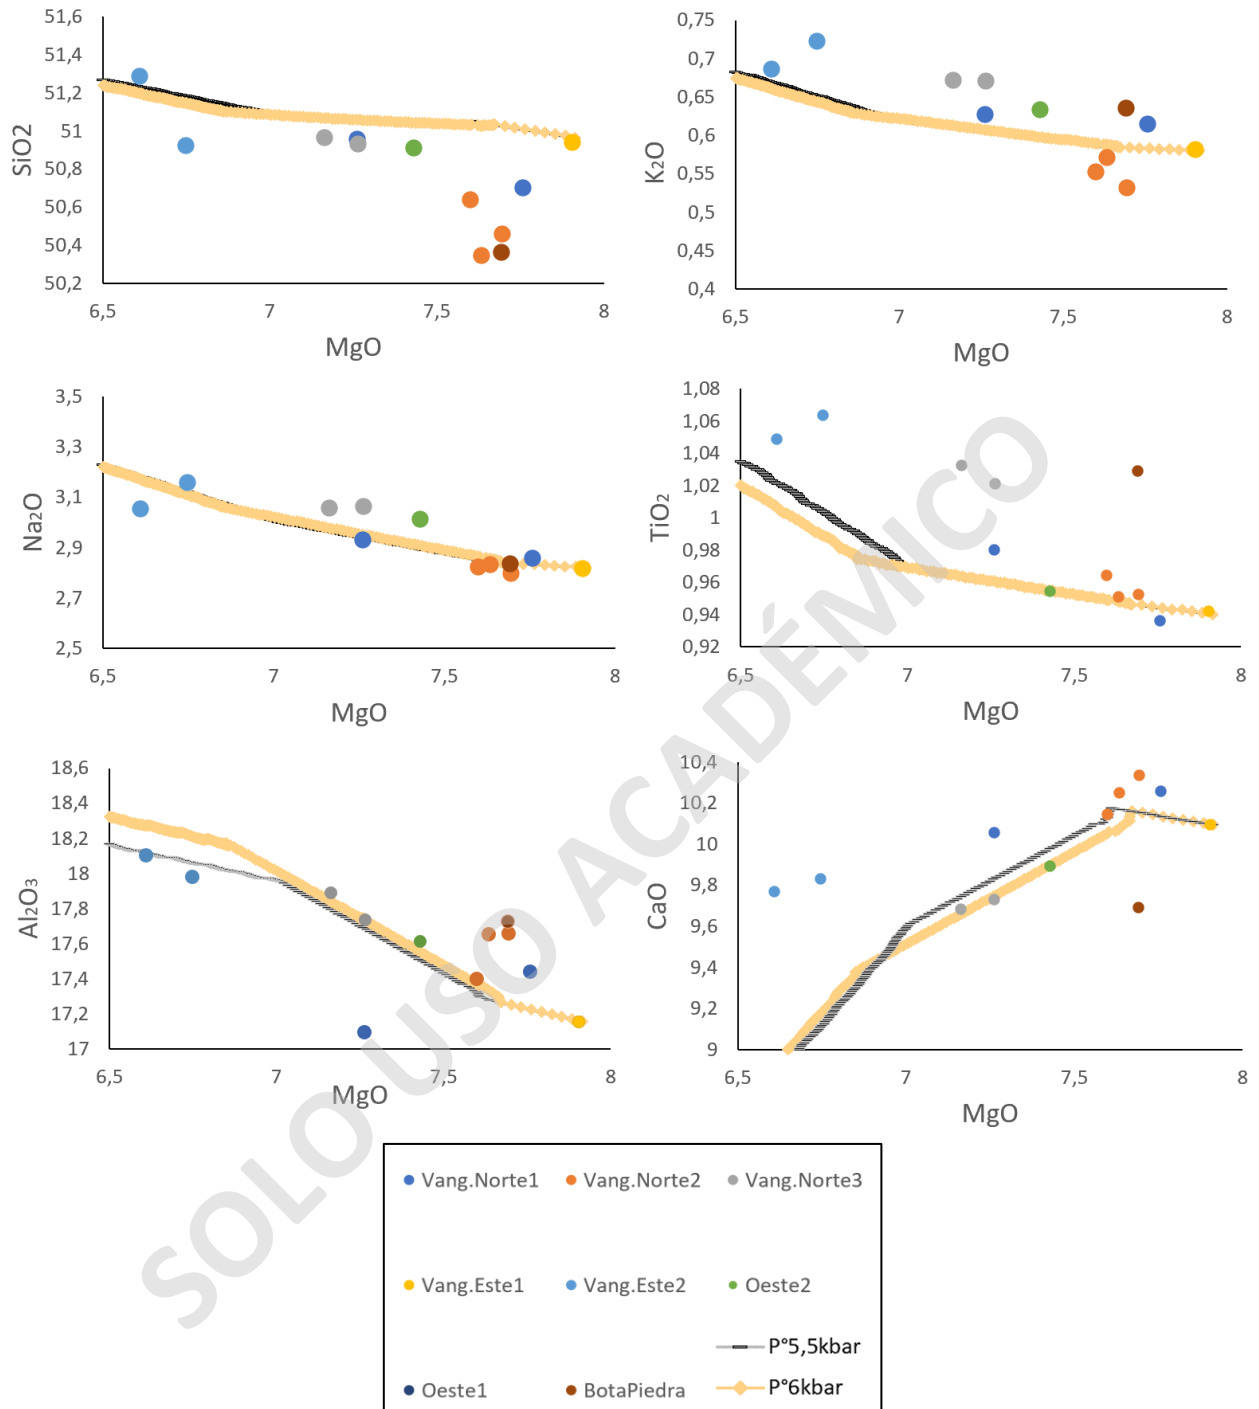 51,6
51,4
51,2
51
50,8
50,6
50,4
50,2
SiO2
6,5 7 7,5 8
MgO
0,75
0,7
0,65
0,6
0,55
0,5
0,45
0,4
K₂O
6,5 7 7,5 8
MgO
3,5
3,3
3,1
2,9
2,7
2,5
Na₂O
6,5 7 7,5 8
MgO
1,08
1,06
1,04
1,02
1
0,98
0,96
0,94
0,92
TiO₂
6,5 7 7,5 8
MgO
18,6
18,4
18,2
18
17,8
17,6
17,4
17,2
17
Al₂O₃
6,5 7 7,5 8
MgO
10,4
10,2
10
9,8
9,6
9,4
9,2
9
CaO
6,5 7 7,5 8
MgO
Vang.Norte1 Vang.Norte2 Vang.Norte3
Vang.Este1 Vang.Este2 Oeste2
P°5,5kbar
Oeste1 BotaPiedra P°6kbar
SOLO USO ACADÉMICO